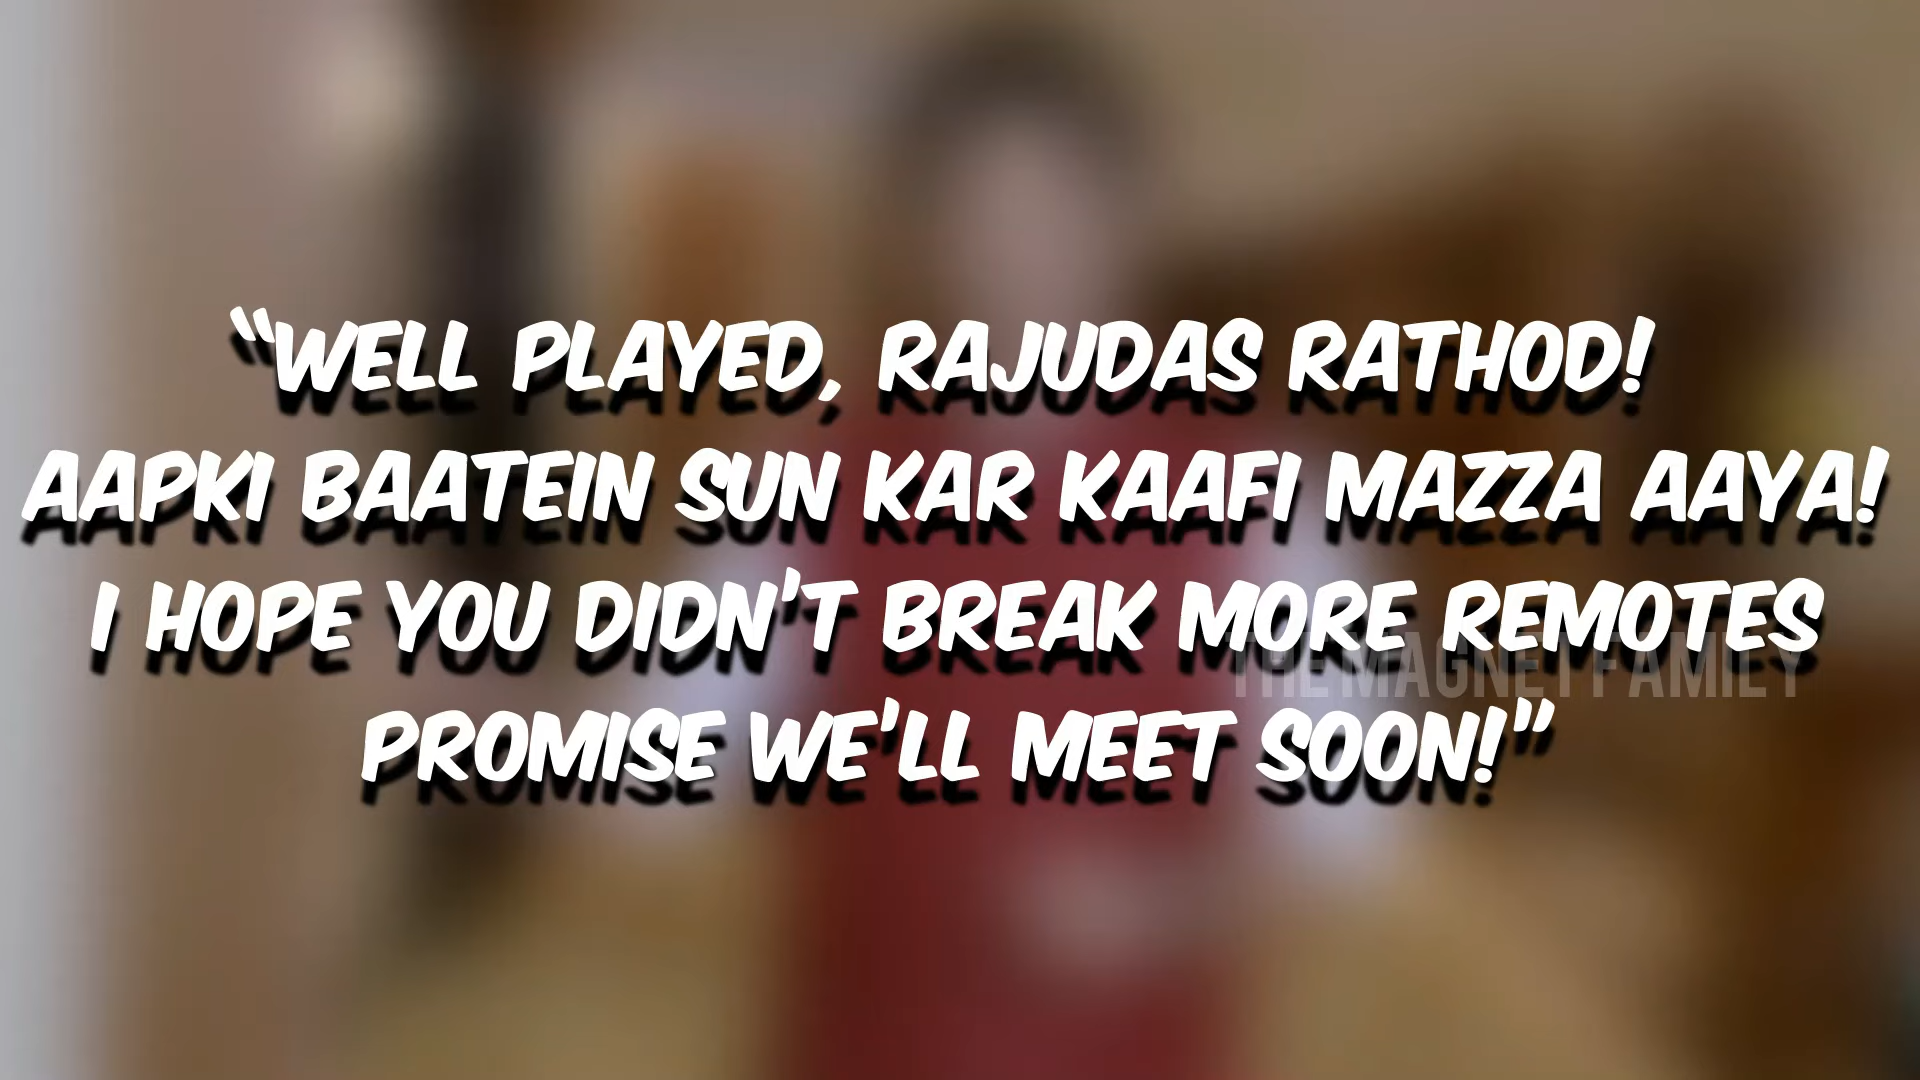 “WELL PLAYED, RAJUDAS RATHOD!
AAPKI BAATEIN SUN KAR KAAFI MAZZA AAYA!
I HOPE YOU DIDN'T BREAK MORE REMOTES
THE MAGNET FAMILY
PROMISE WE'LL MEET SOON!”